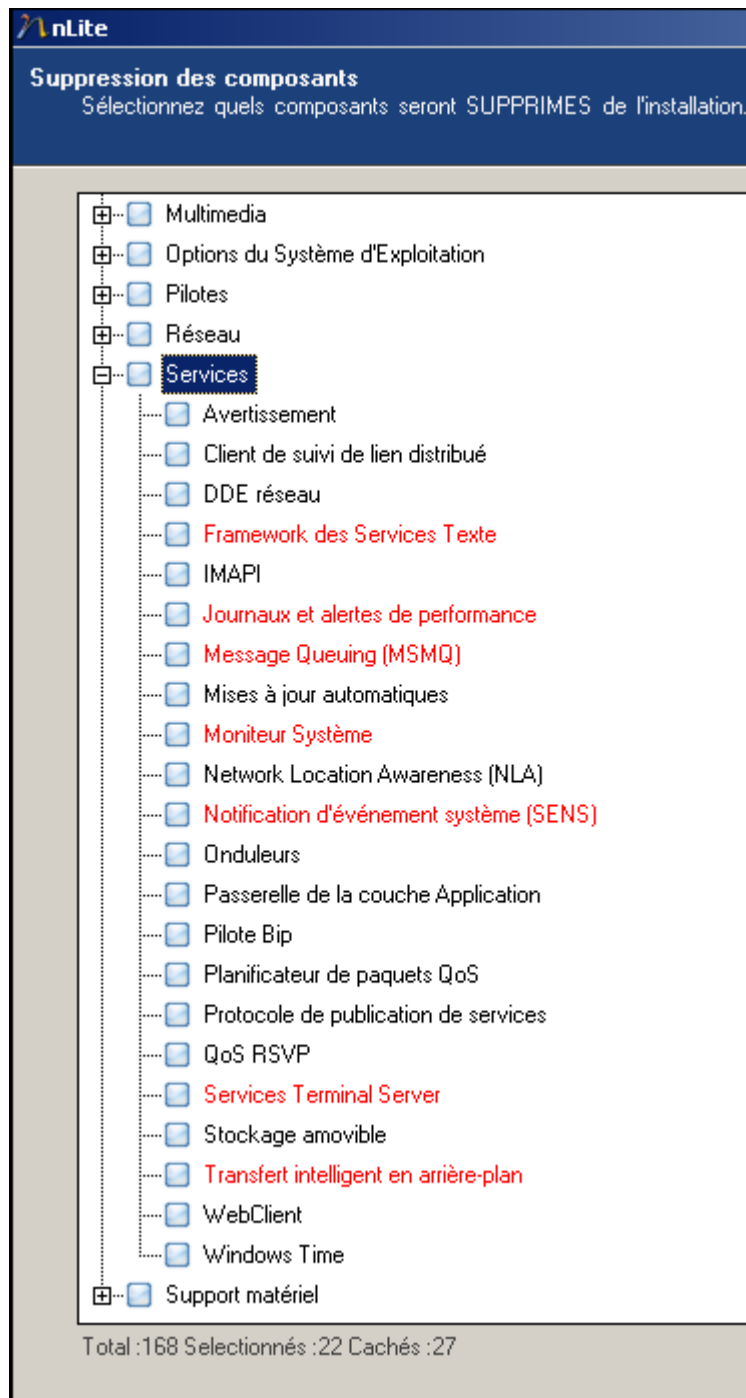 nLite
Suppression des composants
Sélectionnez quels composants seront SUPPRIMES de l'installation.
Multimedia
Options du Système d'Exploitation
Pilotes
Réseau
Services
Avertissement
Client de suivi de lien distribué
DDE réseau
Framework des Services Texte
IMAPI
Journaux et alertes de performance
Message Queuing (MSMQ)
Mises à jour automatiques
Moniteur Système
Network Location Awareness (NLA)
Notification d'événement système (SENS)
Onduleurs
Passerelle de la couche Application
Pilote Bip
Planificateur de paquets QoS
Protocole de publication de services
QoS RSVP
Services Terminal Server
Stockage amovible
Transfert intelligent en arrière-plan
WebClient
Windows Time
Support matériel
Total :168 Selectionnés :22 Cachés :27